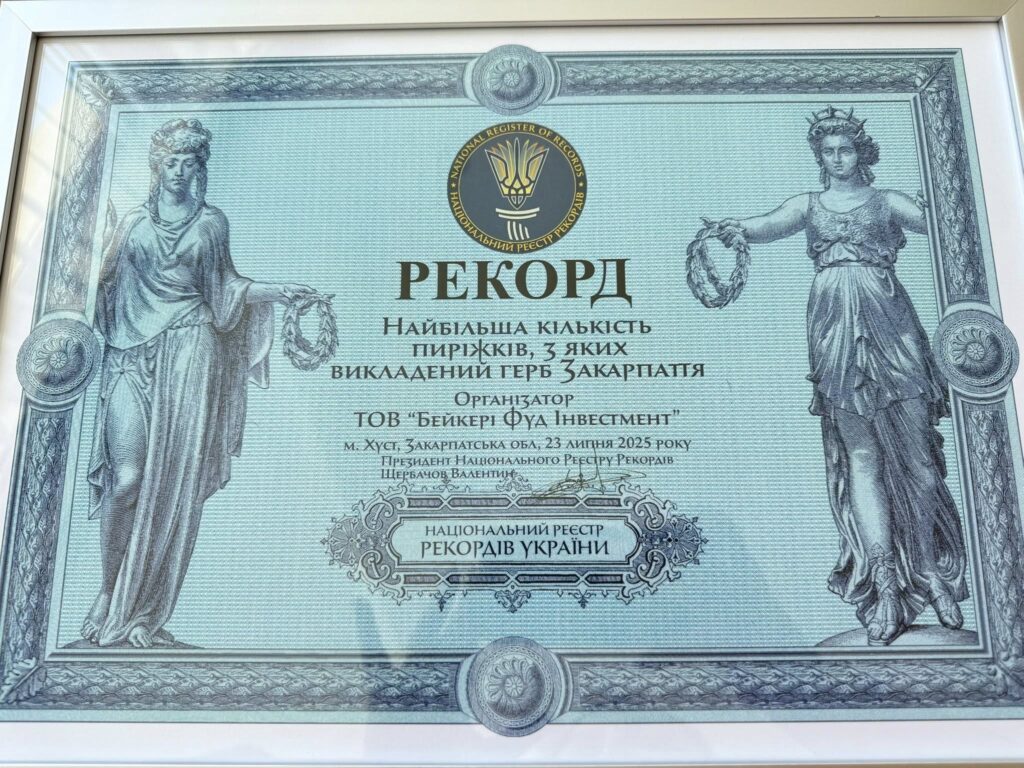 NATIONAL REGISTER OF RECORDS
НАЦІОНАЛЬНИЙ РЕЄСТР РЕКОРДІВ
РЕКОРД
Найбільша кількість
пиріжків, з яких
викладений герб Закарпаття
Організатор
ТОВ “Бейкері Фуд Інвестмент”
м. Хуст, Закарпатська обл, 23 липня 2025 року
Президент Національного Реєстру Рекордів
Щербачов Валентин
НАЦІОНАЛЬНИЙ РЕЄСТР
РЕКОРДІВ УКРАЇНИ